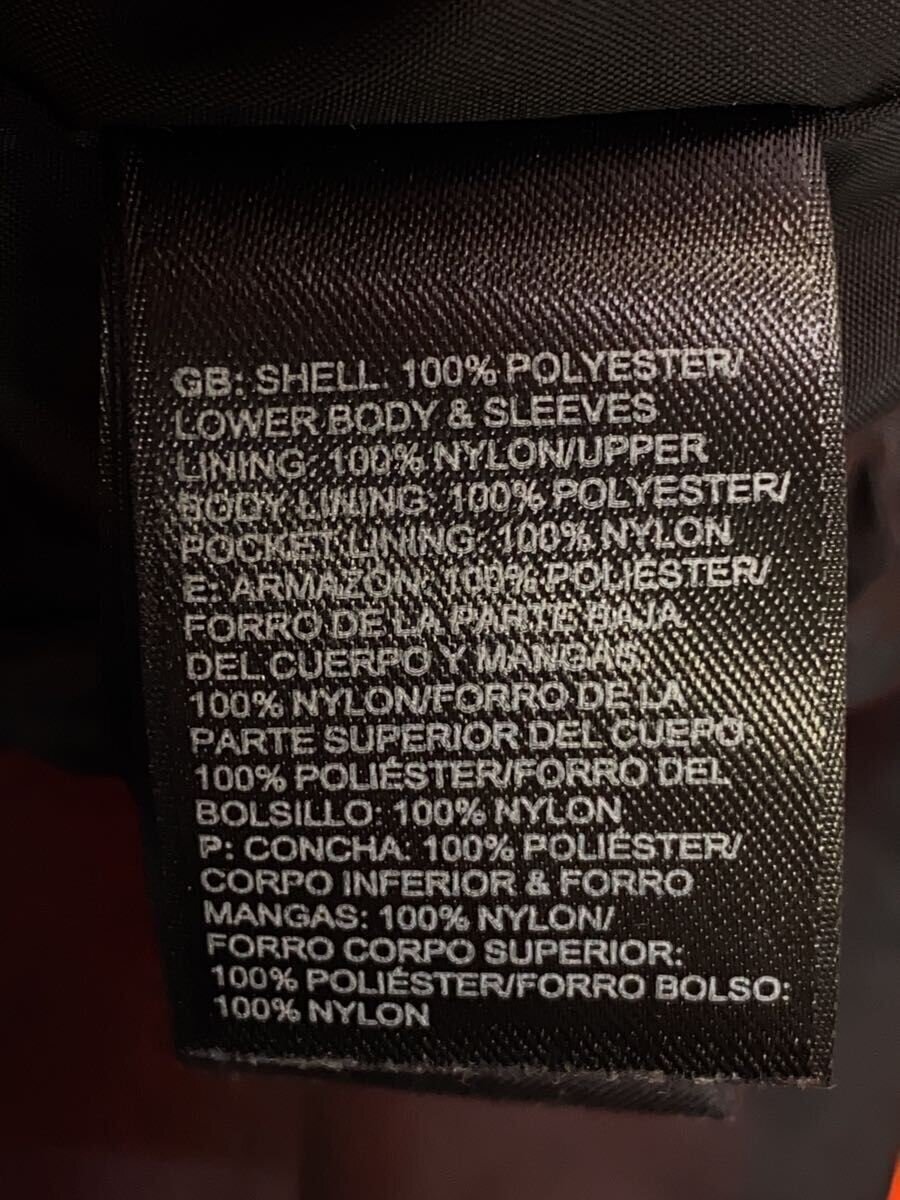 GB: SHELL: 100% POLYESTER/
LOWER BODY & SLEEVES
LINING: 100% NYLON/UPPER
BODY LINING: 100% POLYESTER/
POCKET LINING: 100% NYLON
E: ARMAZÓN: 100% POLIÉSTER/
FORRO DE LA PARTE BAJA
DEL CUERPO Y MANGAS:
100% NYLON/FORRO DE LA
PARTE SUPERIOR DEL CUEPO:
100% POLIÉSTER/FORRO DEL
BOLSILLO: 100% NYLON
P: CONCHA: 100% POLIÉSTER/
CORPO INFERIOR & FORRO
MANGAS: 100% NYLON/
FORRO CORPO SUPERIOR:
100% POLIÉSTER/FORRO BOLSO:
100% NYLON